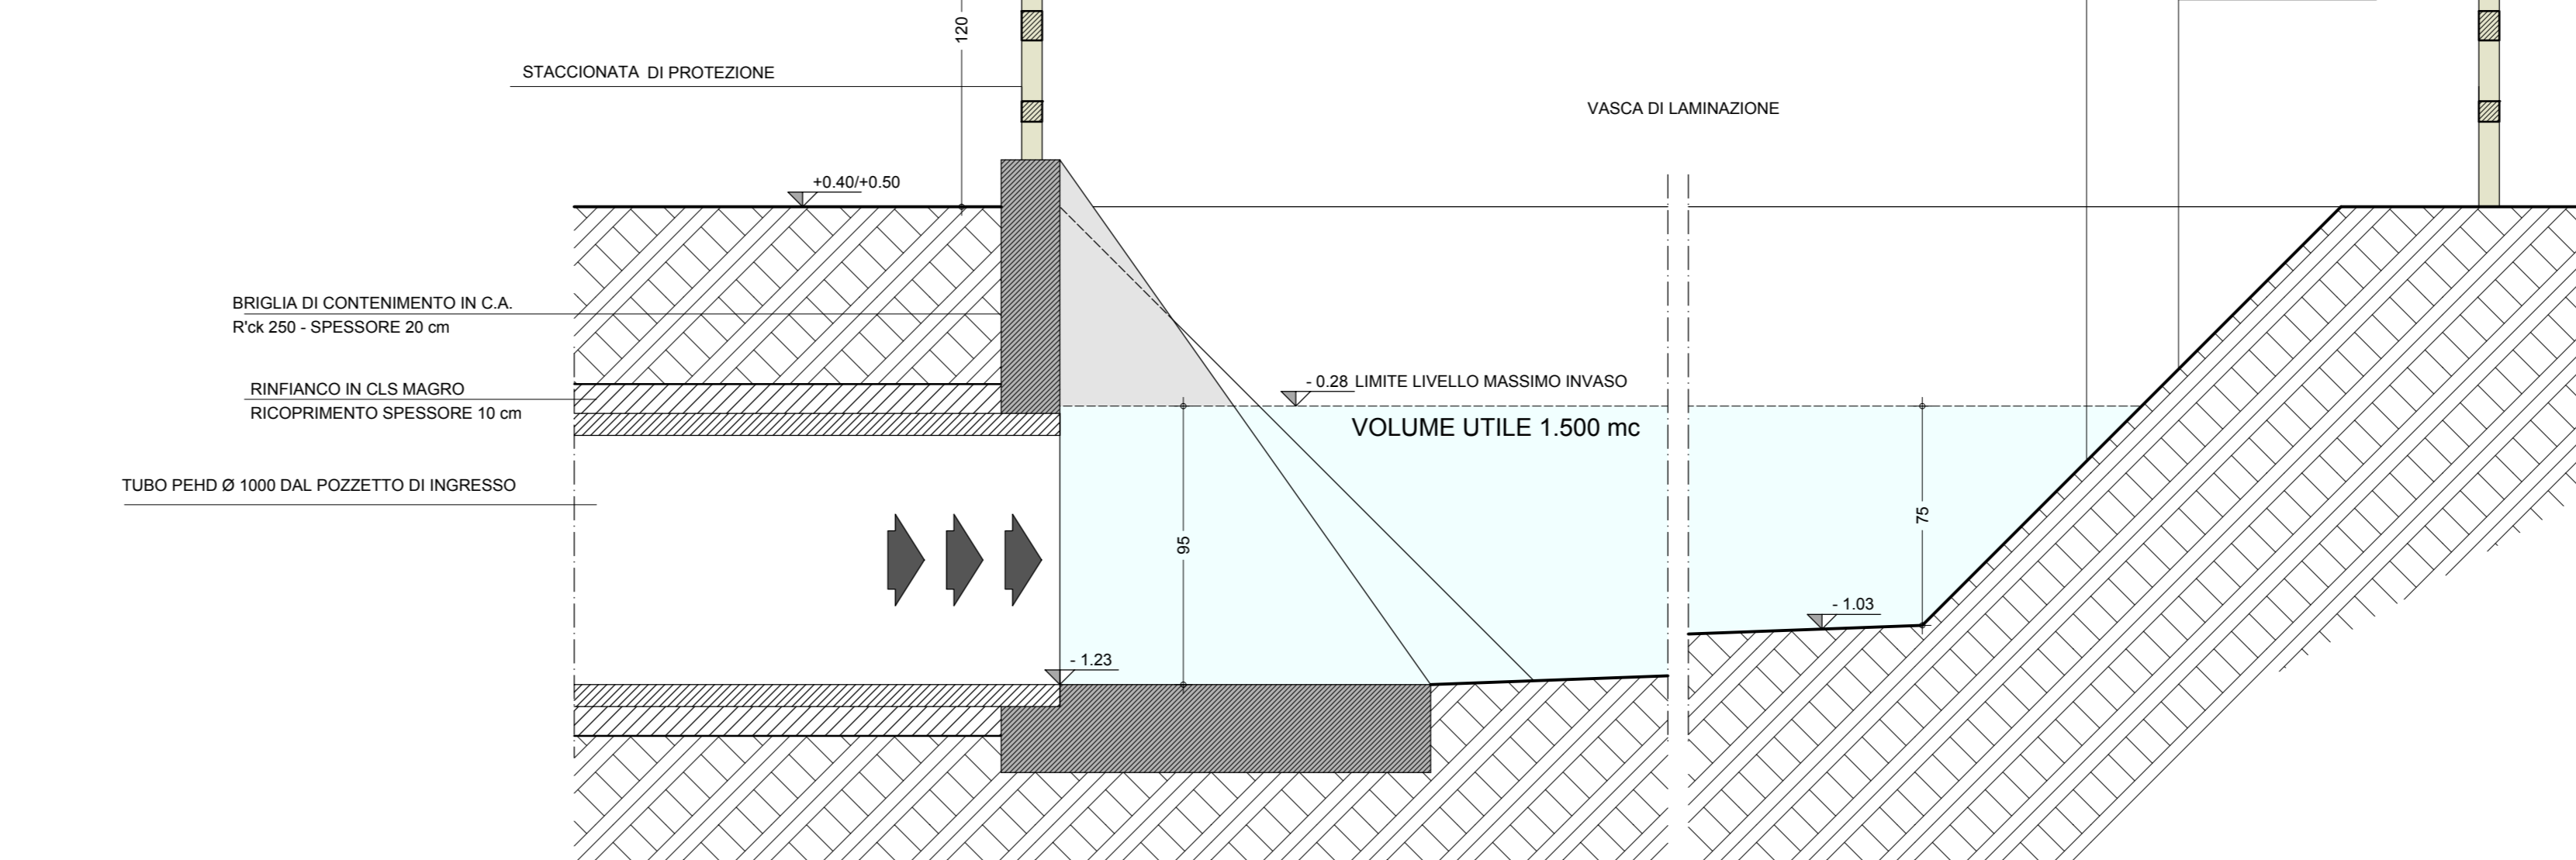 120
STACCIONATA DI PROTEZIONE
VASCA DI LAMINAZIONE
+0.40/+0.50
BRIGLIA DI CONTENIMENTO IN C.A.
R'ck 250 - SPESSORE 20 cm
- 0.28 LIMITE LIVELLO MASSIMO INVASO
RINFIANCO IN CLS MAGRO
RICOPRIMENTO SPESSORE 10 cm
VOLUME UTILE 1.500 mc
TUBO PEHD Ø 1000 DAL POZZETTO DI INGRESSO
95
75
- 1.03
- 1.23